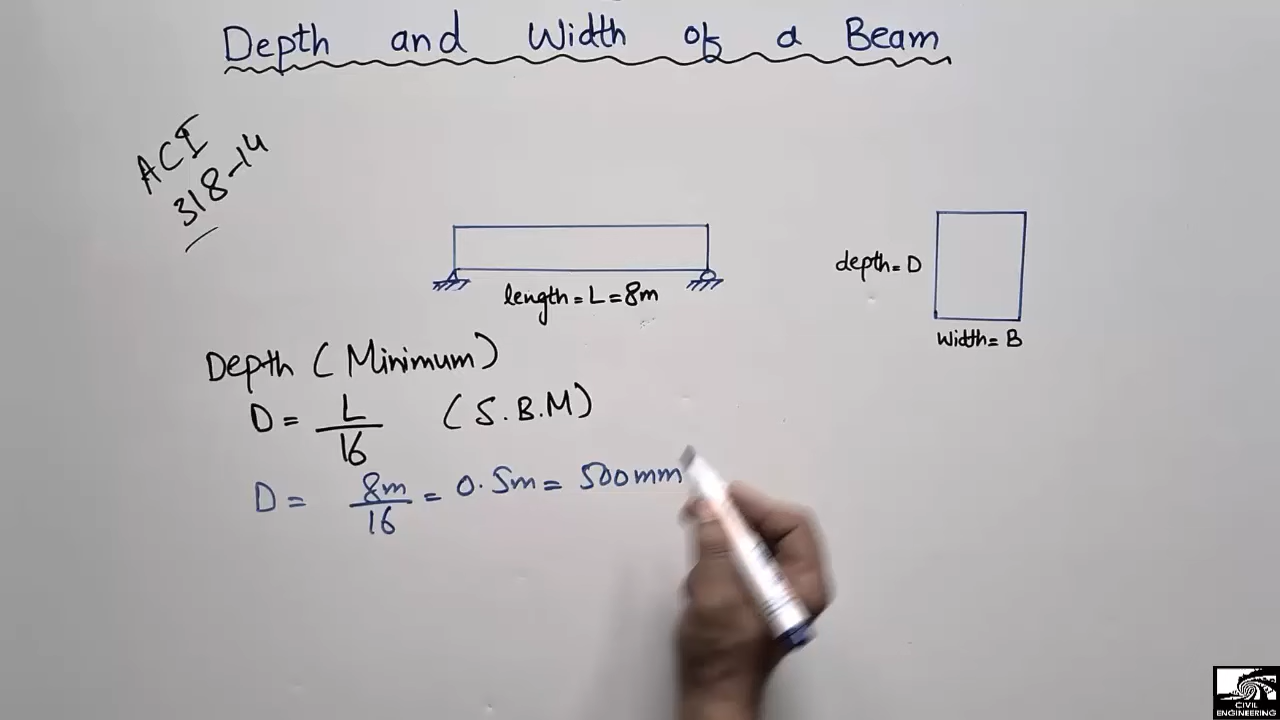 Depth and Width of a Beam
ACI
318-14
depth = D
length = L = 8m
Width = B
Depth (Minimum)
D = L/16 (S.B.M)
D = 8m/16 = 0.5m = 500mm
CIVIL
ENGINEERING